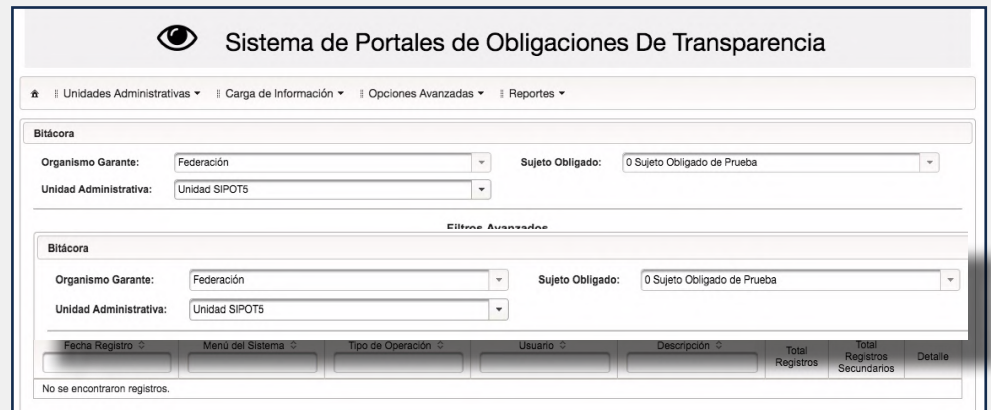 Sistema de Portales de Obligaciones De Transparencia
Unidades Administrativas Carga de Información Opciones Avanzadas Reportes
Bitácora
Organismo Garante: Federación Sujeto Obligado: 0 Sujeto Obligado de Prueba
Unidad Administrativa: Unidad SIPOT5
Filtros Avanzados
Bitácora
Organismo Garante: Federación Sujeto Obligado: 0 Sujeto Obligado de Prueba
Unidad Administrativa: Unidad SIPOT5
Fecha Registro Menú del Sistema Tipo de Operación Usuario Descripción Total Registros Total Registros Secundarios Detalle
No se encontraron registros.